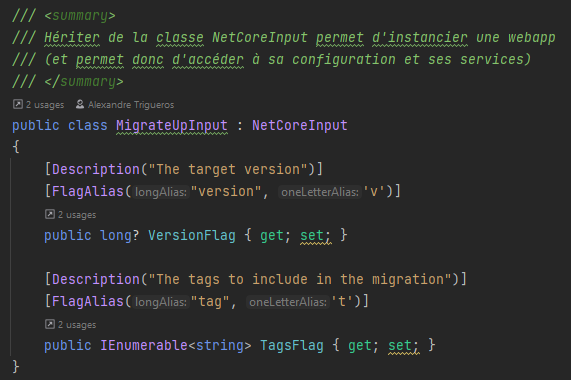 /// <summary>
/// Hériter de la classe NetCoreInput permet d'instancier une webapp
/// (et permet donc d'accéder à sa configuration et ses services)
/// </summary>
2 usages Alexandre Trigueros
public class MigrateUpInput : NetCoreInput
{
[Description("The target version")]
[FlagAlias(longAlias:"version", oneLetterAlias:'v')]
2 usages
public long? VersionFlag { get; set; }
[Description("The tags to include in the migration")]
[FlagAlias(longAlias:"tag", oneLetterAlias:'t')]
2 usages
public IEnumerable<string> TagsFlag { get; set; }
}